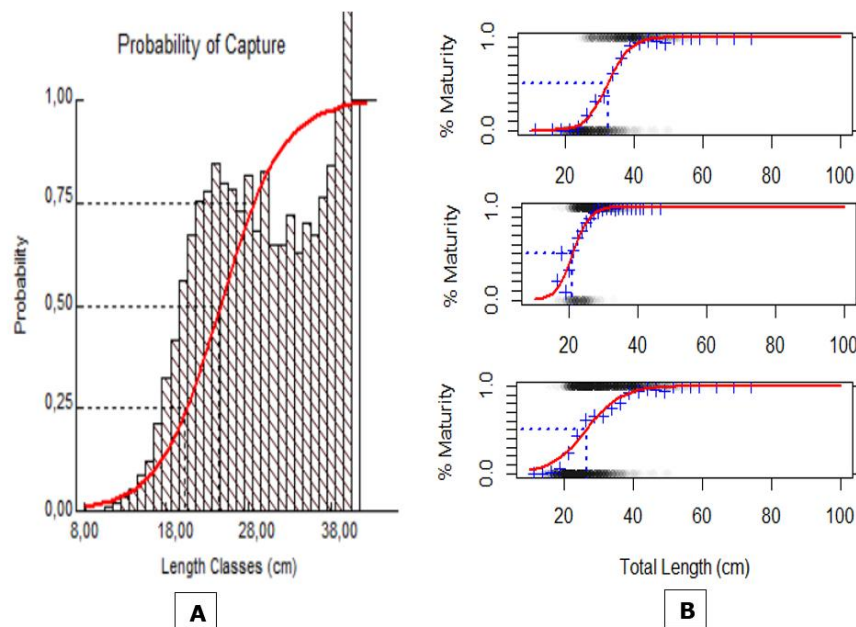 Probability of Capture
1,00
0,75
0,50
0,25
0,00
Probability
8,00 18,00 28,00 38,00
Length Classes (cm)
A
% Maturity
1.0
0.0
20 40 60 80 100
% Maturity
1.0
0.0
20 40 60 80 100
% Maturity
1.0
0.0
20 40 60 80 100
Total Length (cm)
B